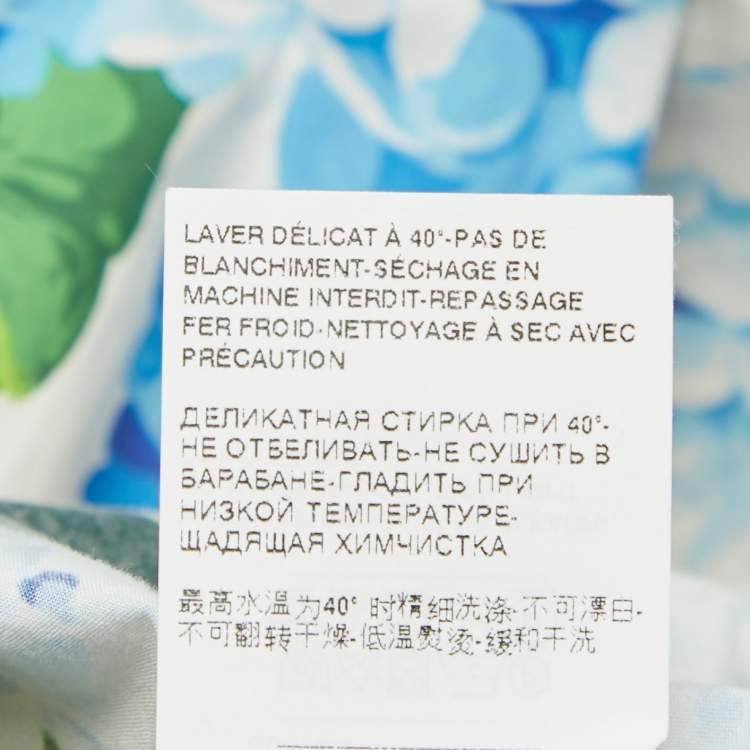 LAVER DÉLICAT À 40°-PAS DE
BLANCHIMENT-SÉCHAGE EN
MACHINE INTERDIT-REPASSAGE
FER FROID-NETTOYAGE À SEC AVEC
PRÉCAUTION
ДЕЛИКАТНАЯ СТИРКА ПРИ 40°-
НЕ ОТБЕЛИВАТЬ-НЕ СУШИТЬ В
БАРАБАНЕ-ГЛАДИТЬ ПРИ
НИЗКОЙ ТЕМПЕРАТУРЕ-
ЩАДЯЩАЯ ХИМЧИСТКА
最高水温为40° 时精细洗涤-不可漂白-
不可翻转干燥-低温熨烫-缓和干洗